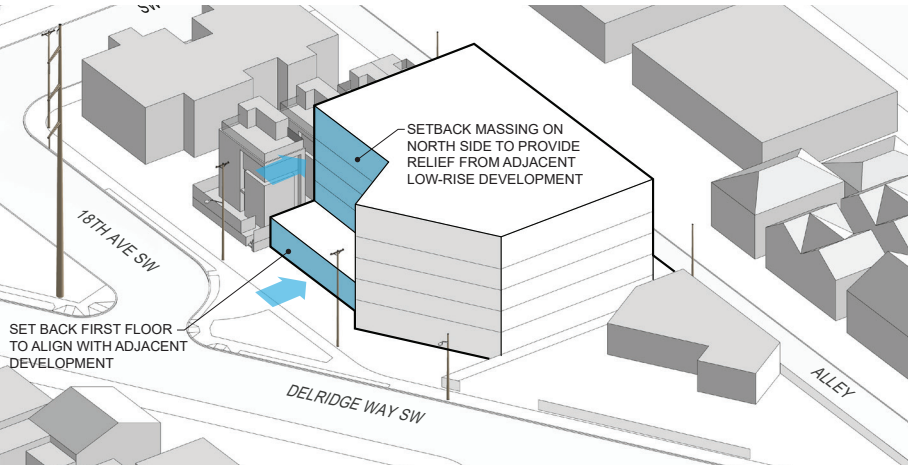 SW
SETBACK MASSING ON
NORTH SIDE TO PROVIDE
RELIEF FROM ADJACENT
LOW-RISE DEVELOPMENT
18TH AVE SW
SET BACK FIRST FLOOR
TO ALIGN WITH ADJACENT
DEVELOPMENT
DELRIDGE WAY SW
ALLEY